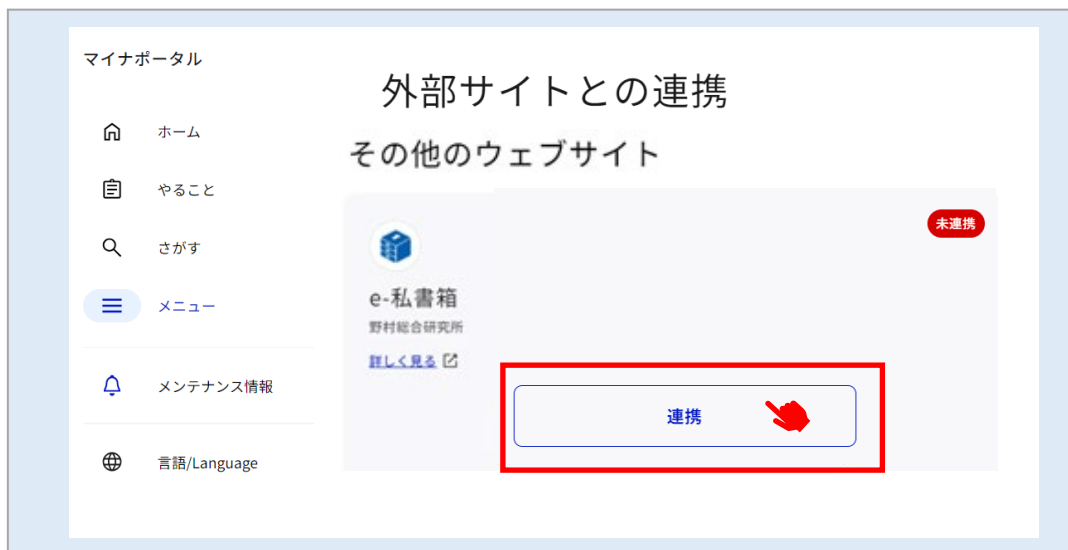 マイナポータル
ホーム
やること
さがす
メニュー
メンテナンス情報
言語/Language
外部サイトとの連携
その他のウェブサイト
未連携
e-私書箱
野村総合研究所
詳しく見る
連携